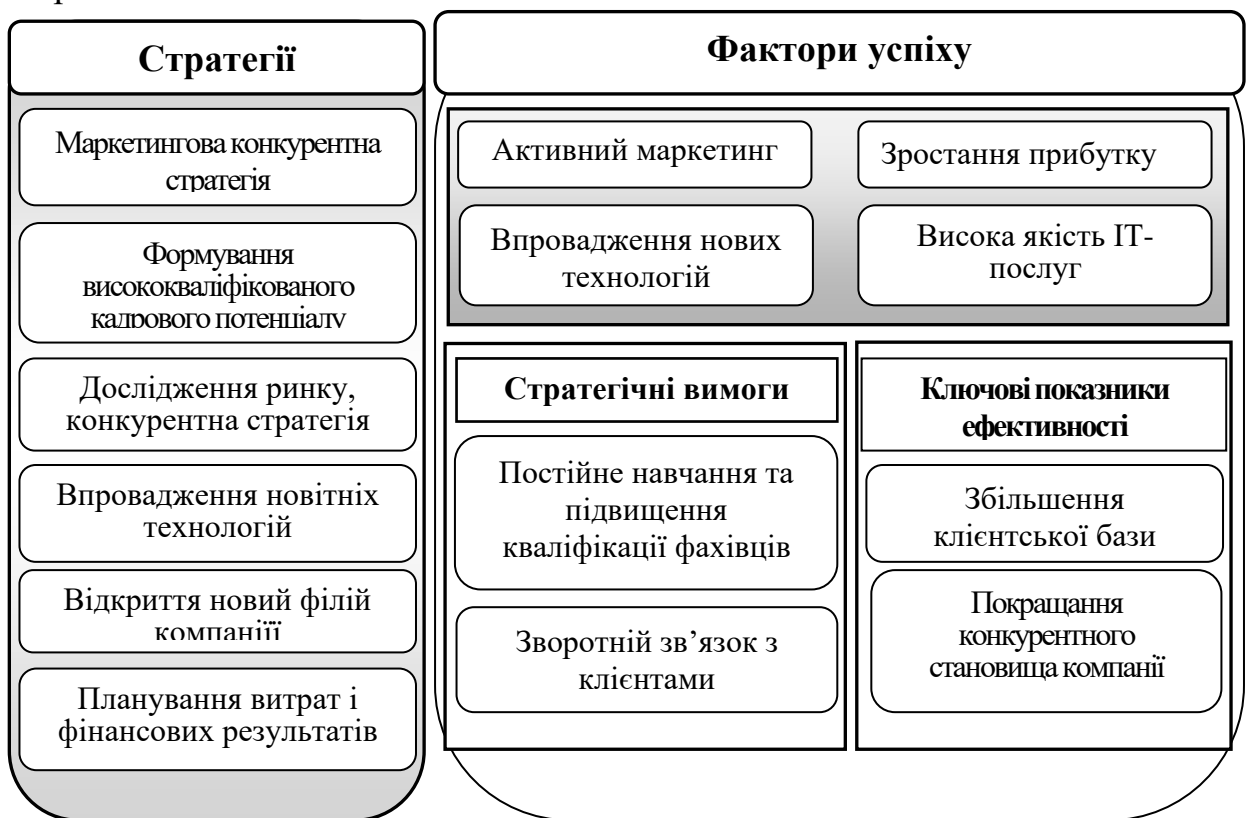 Стратегії
Маркетингова конкурентна
стратегія
Формування
висококваліфікованого
кадрового потенціалу
Дослідження ринку,
конкурентна стратегія
Впровадження новітніх
технологій
Відкриття новий філій
компаніїї
Планування витрат і
фінансових результатів
Фактори успіху
Активний маркетинг
Зростання прибутку
Впровадження нових
технологій
Висока якість ІТ-
послуг
Стратегічні вимоги
Постійне навчання та
підвищення
кваліфікації фахівців
Зворотній зв’язок з
клієнтами
Ключові показники
ефективності
Збільшення
клієнтської бази
Покращання
конкурентного
становища компанії